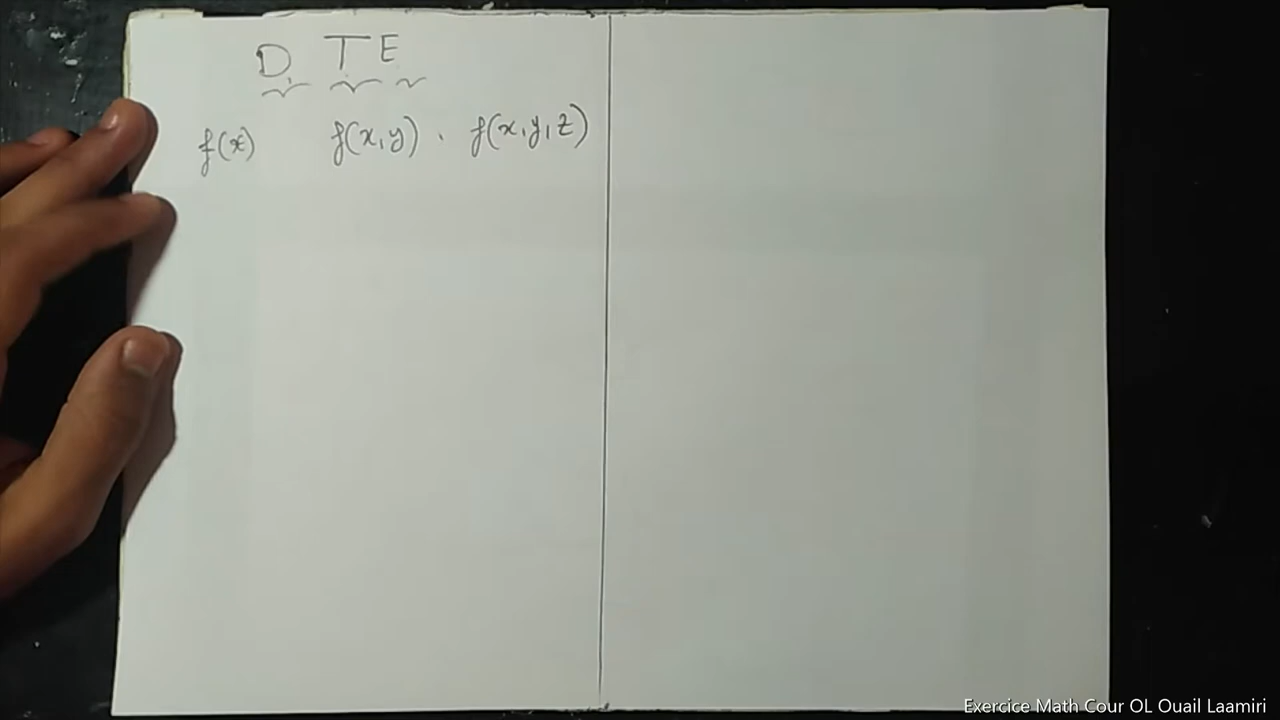 D T E
f(x) f(x,y) . f(x,y,z)
Exercice Math Cour OL Ouail Laamiri